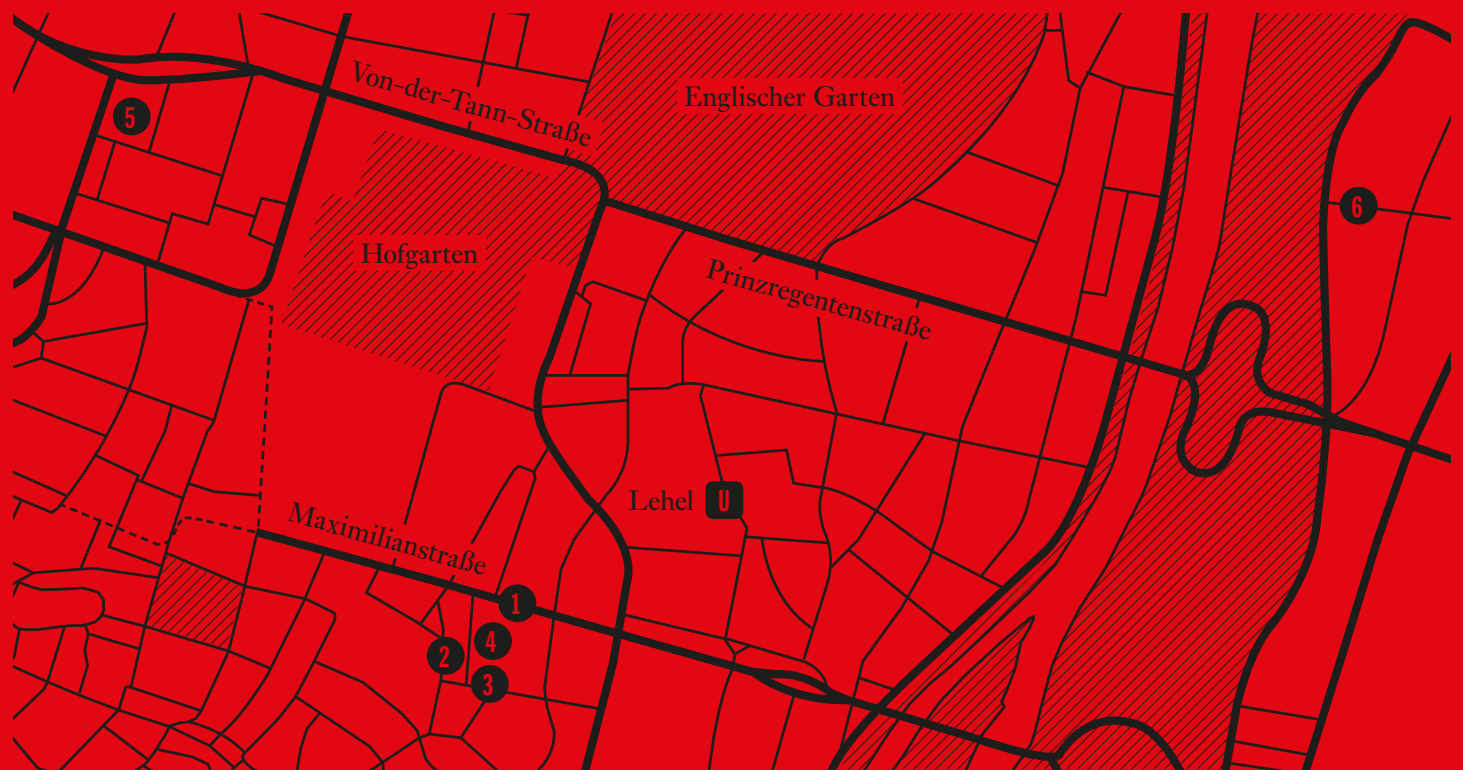 Von-der-Tann-Straße
Englischer Garten
5
6
Hofgarten
Prinzregentenstraße
Lehel U
Maximilianstraße
1
4
2
3